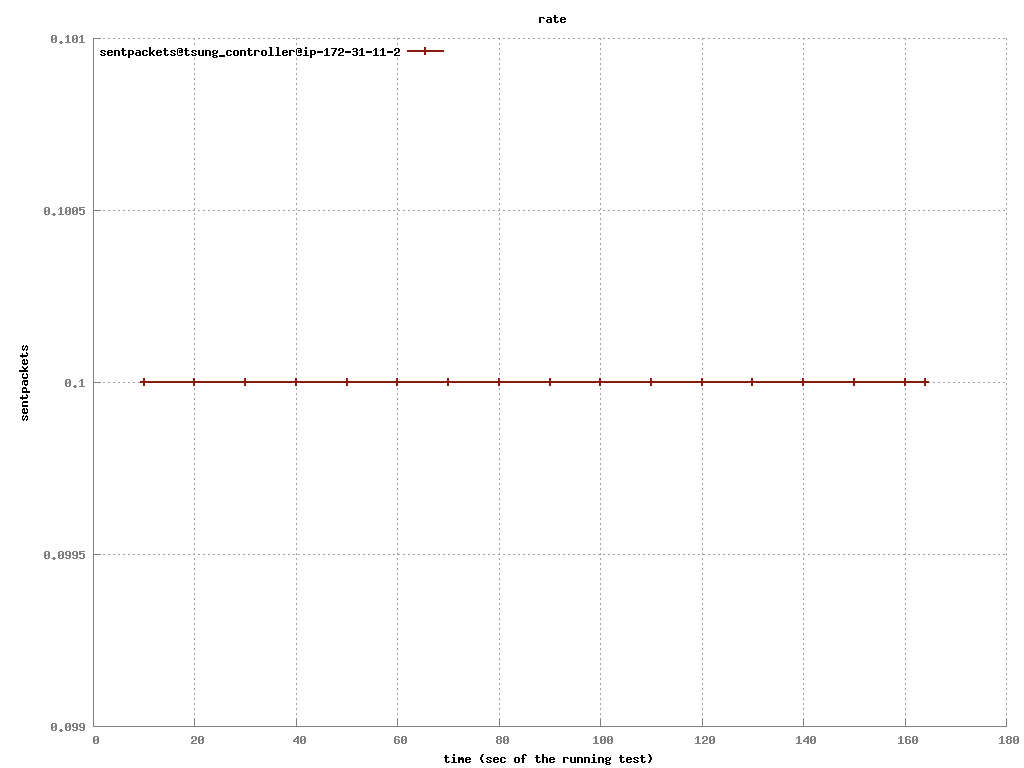 rate
0.101
sentpackets@tsung_controller@ip-172-31-11-2
0.1005
sentpackets
0.1
0.0995
0.099
0 20 40 60 80 100 120 140 160 180
time (sec of the running test)